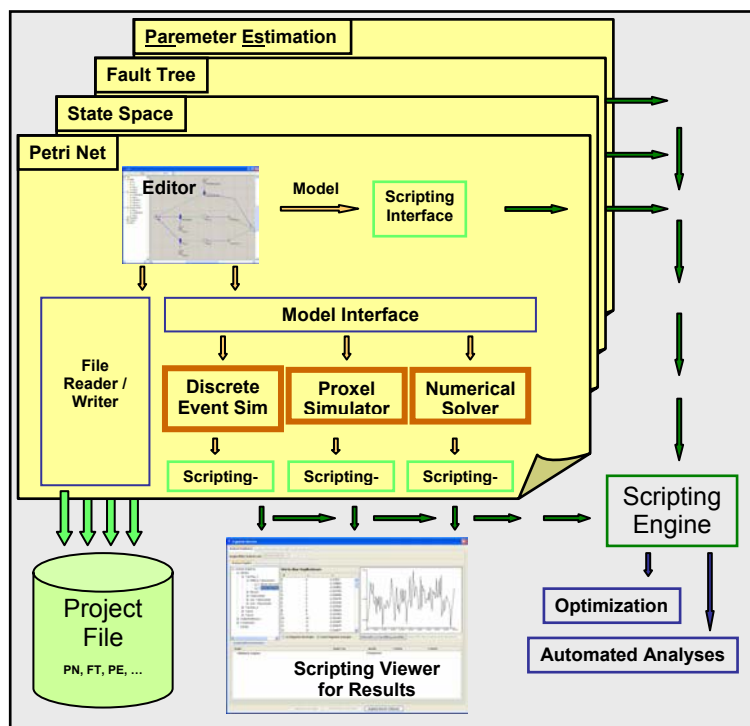 Paremeter Estimation
Fault Tree
State Space
Petri Net
Editor
Model
Scripting
Interface
Model Interface
File
Reader /
Writer
Discrete
Event Sim
Proxel
Simulator
Numerical
Solver
Scripting-
Scripting-
Scripting-
Scripting
Engine
Project
File
PN, FT, PE, ...
Scripting Viewer
for Results
Optimization
Automated Analyses